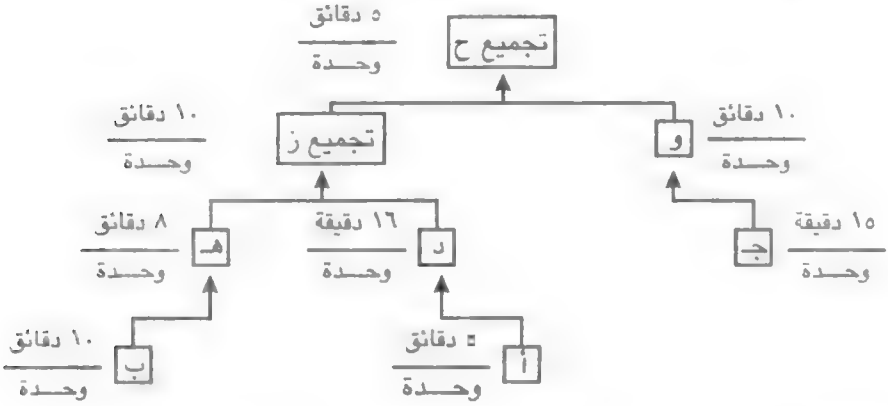 ٥ دقائق
وحدة
تجميع ح
١٠ دقائق
وحدة
تجميع ز
و
١٠ دقائق
وحدة
٨ دقائق
وحدة
هـ
١٦ دقيقة
وحدة
د
جـ
١٥ دقيقة
وحدة
١٠ دقائق
وحدة
ب
دقائق
وحدة
أ